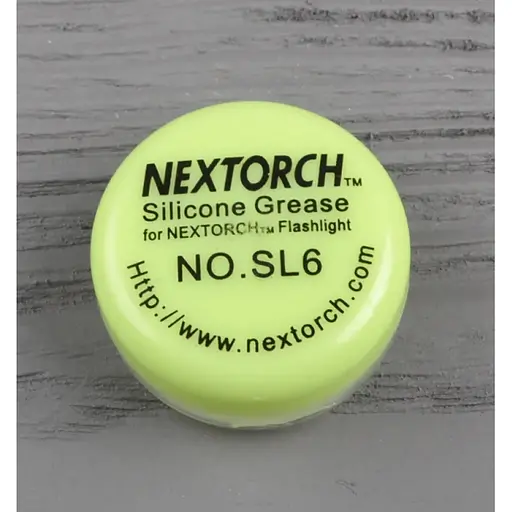 NEXTORCH™
Silicone Grease
for NEXTORCH™ Flashlight
NO.SL6
Http://www.nextorch.com